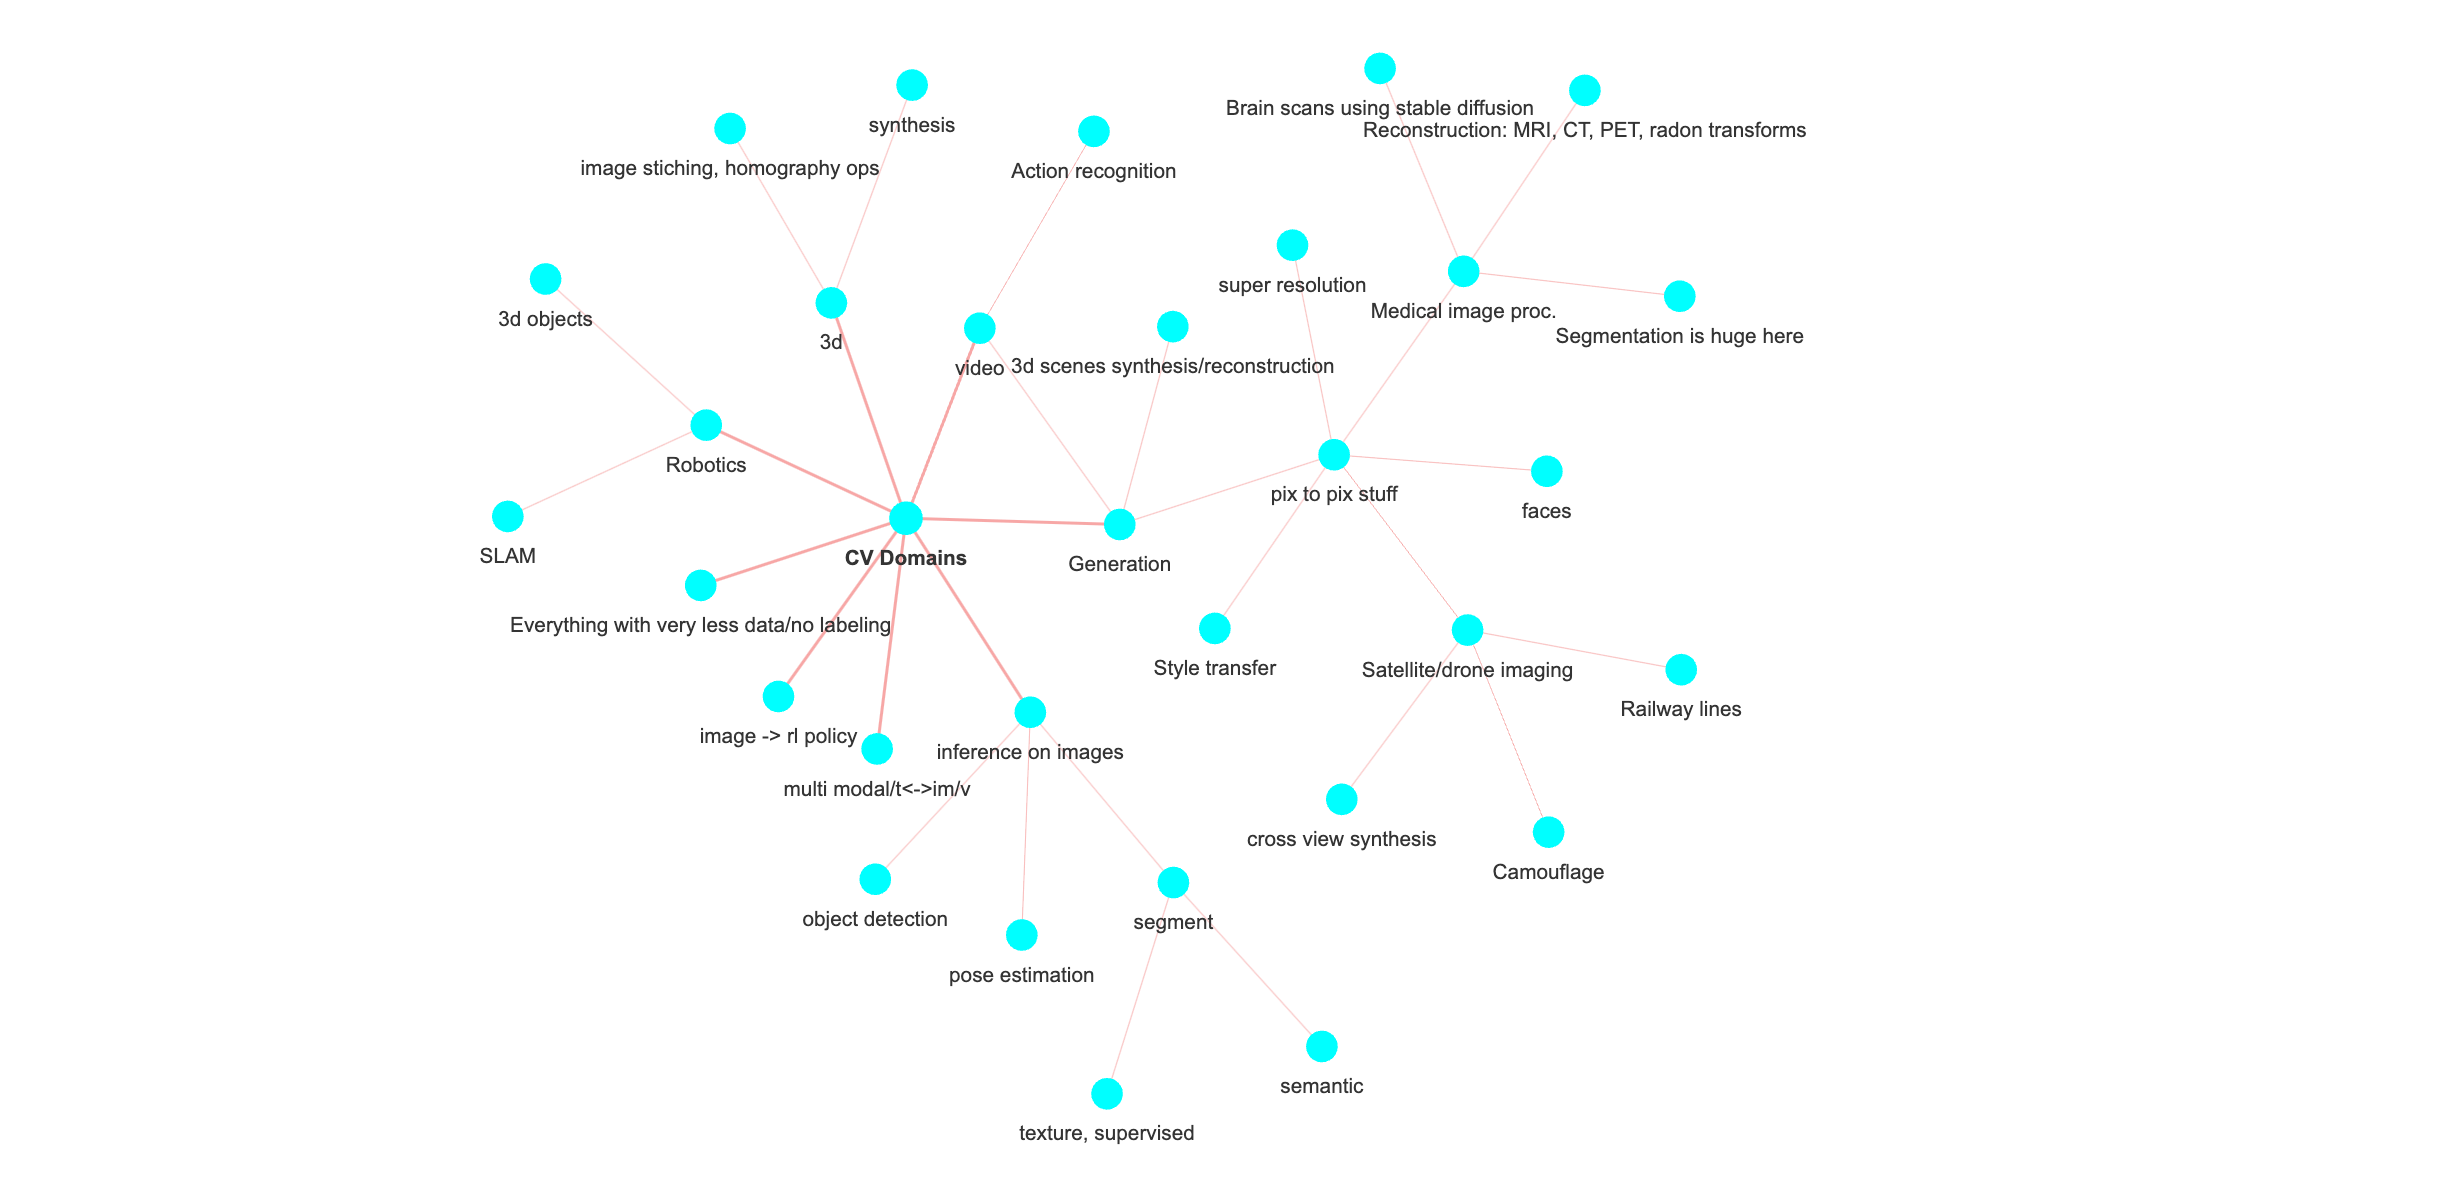 Brain scans using stable diffusion
synthesis
Reconstruction: MRI, CT, PET, radon transforms
image stiching, homography ops
Action recognition
super resolution
Medical image proc.
3d objects
Segmentation is huge here
3d
video
3d scenes synthesis/reconstruction
Robotics
pix to pix stuff
faces
SLAM
CV Domains
Generation
Everything with very less data/no labeling
Style transfer
Satellite/drone imaging
Railway lines
image -> rl policy
inference on images
multi modal/t<->im/v
cross view synthesis
Camouflage
object detection
segment
pose estimation
semantic
texture, supervised